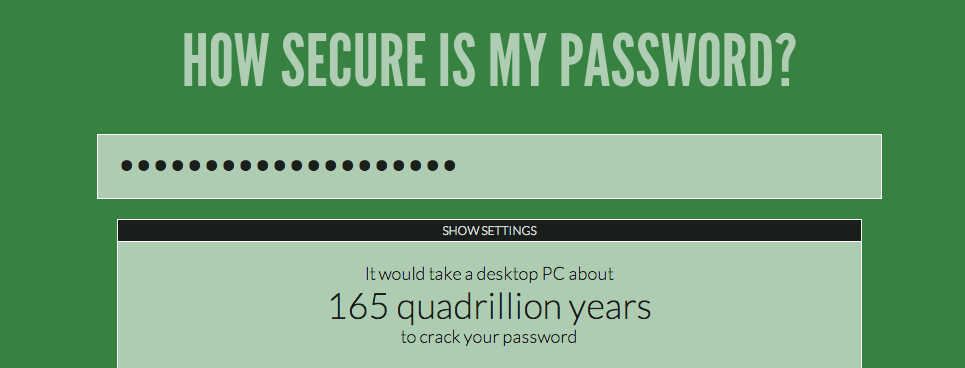 HOW SECURE IS MY PASSWORD?
••••••••••••••••••••
SHOW SETTINGS
It would take a desktop PC about
165 quadrillion years
to crack your password